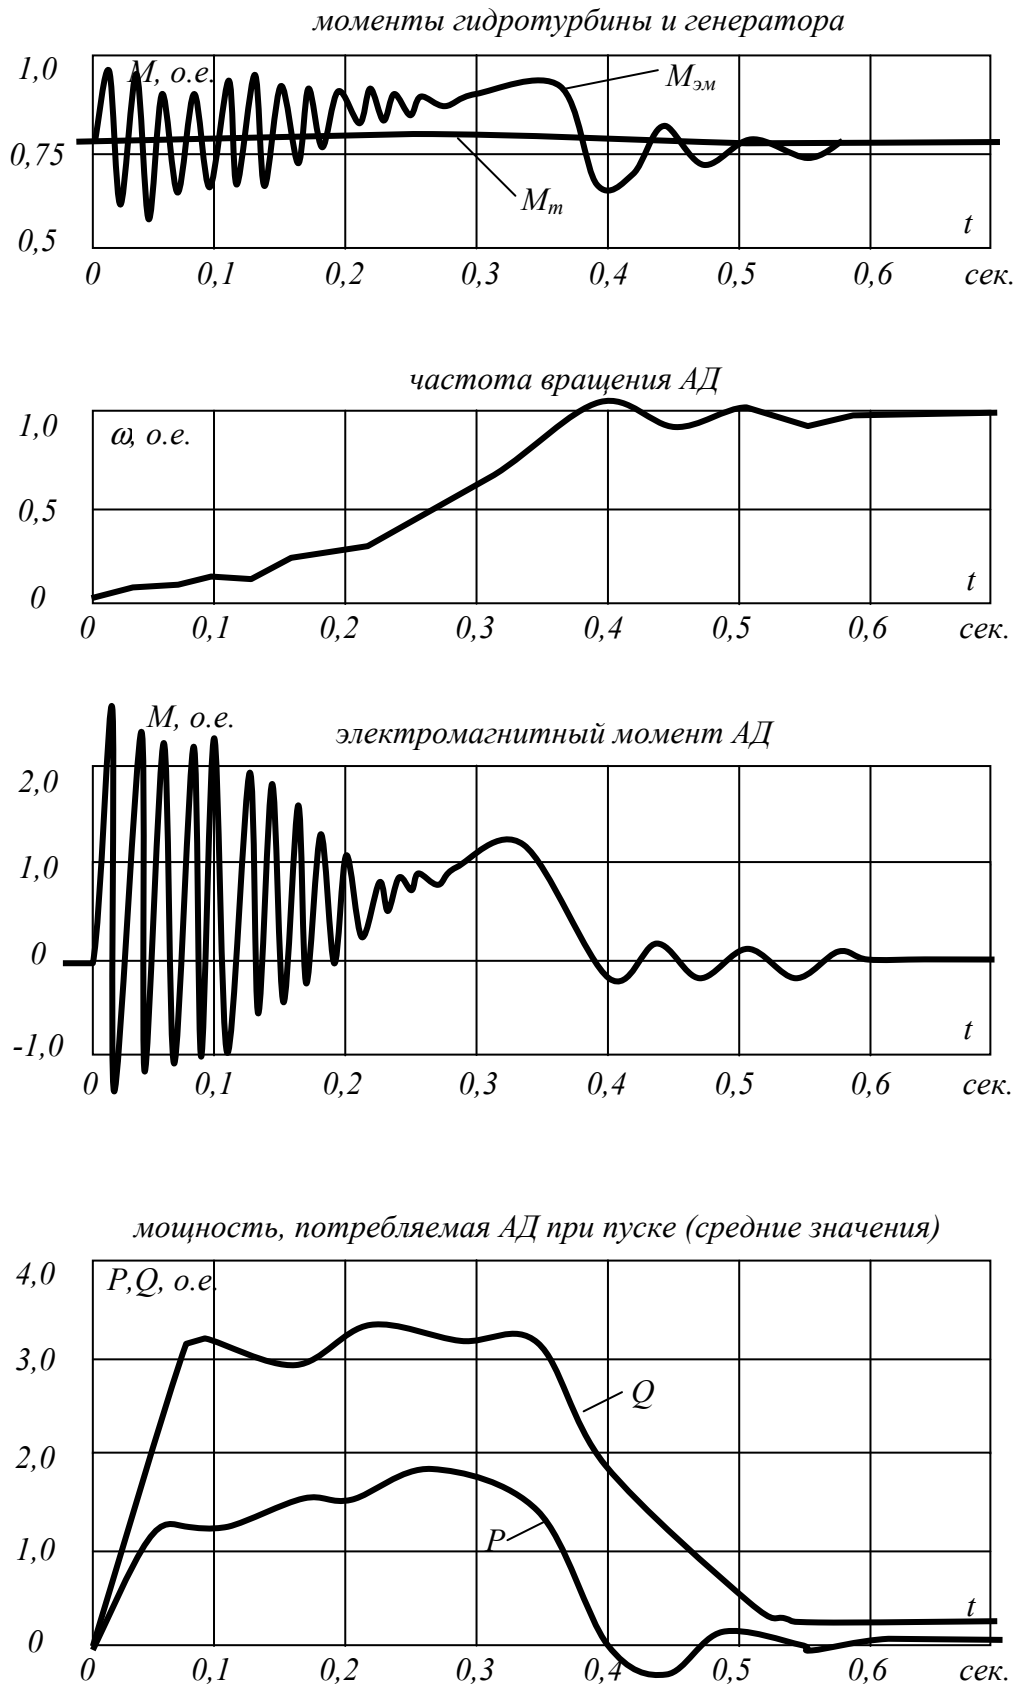 моменты гидротурбины и генератора
1,0
М, о.е.
Мэм
0,75
Мт
0,5
t
0 0,1 0,2 0,3 0,4 0,5 0,6 сек.
частота вращения АД
1,0
ω, о.е.
0,5
0
t
0 0,1 0,2 0,3 0,4 0,5 0,6 сек.
М, о.е.
электромагнитный момент АД
2,0
1,0
0
-1,0
t
0 0,1 0,2 0,3 0,4 0,5 0,6 сек.
мощность, потребляемая АД при пуске (средние значения)
4,0
P,Q, о.е.
3,0
Q
2,0
P
1,0
t
0
0 0,1 0,2 0,3 0,4 0,5 0,6 сек.